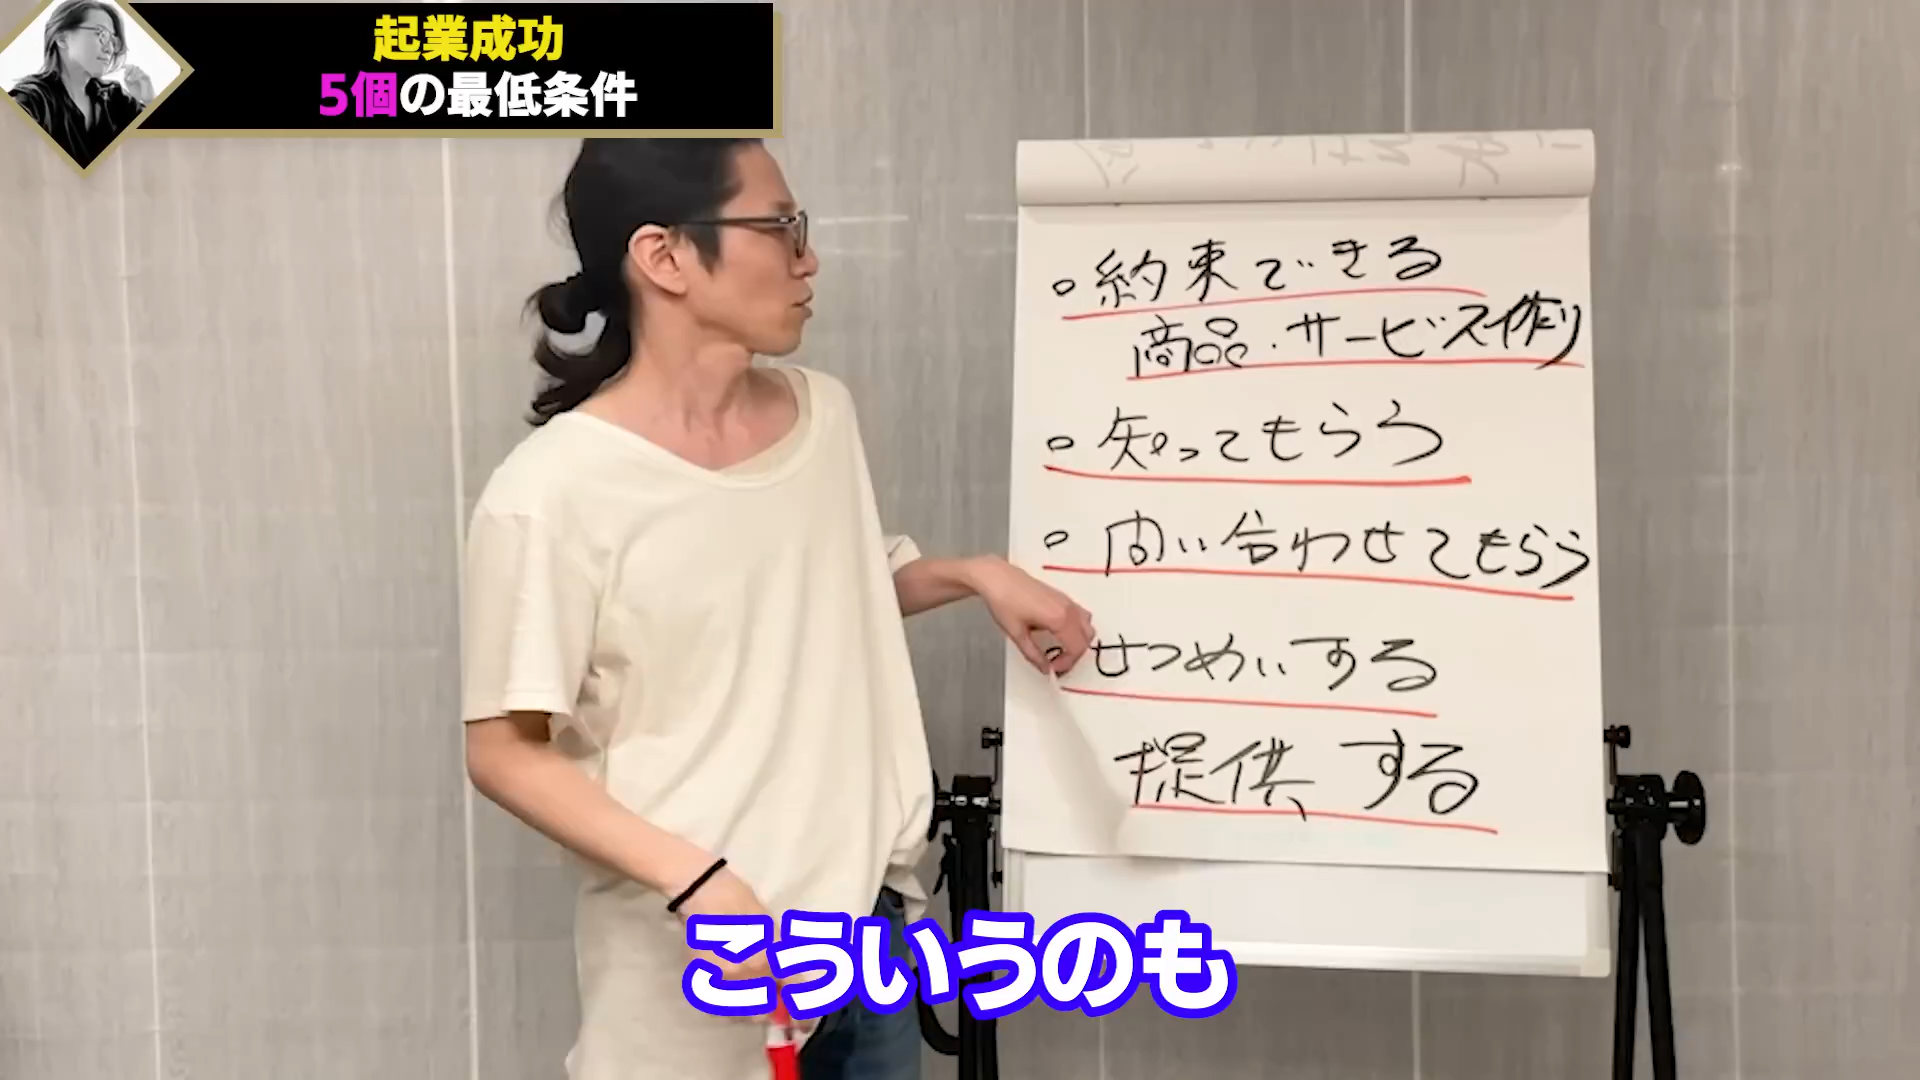 起業成功
5個の最低条件
・約束できる
商品・サービス作り
・知ってもらう
・問い合わせてもらう
・せつめいする
提供する
こういうのも